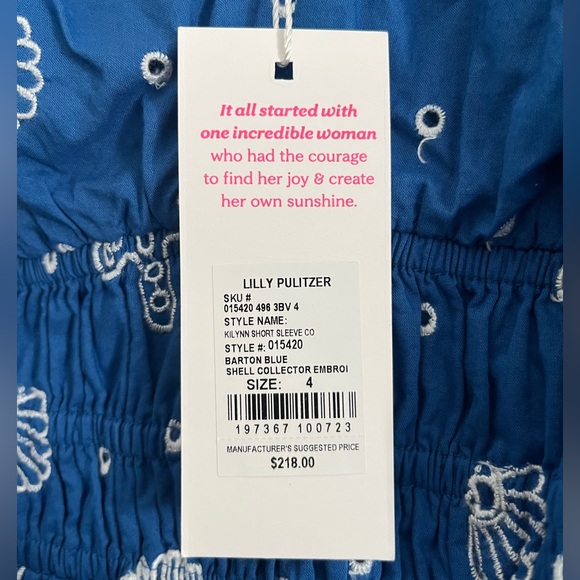 It all started with
one incredible woman
who had the courage
to find her joy & create
her own sunshine.
LILLY PULITZER
SKU #
015420 496 3BV 4
STYLE NAME:
KILYNN SHORT SLEEVE CO
STYLE #: 015420
BARTON BLUE
SHELL COLLECTOR EMBROI
SIZE: 4
197367 100723
MANUFACTURER'S SUGGESTED PRICE
$218.00